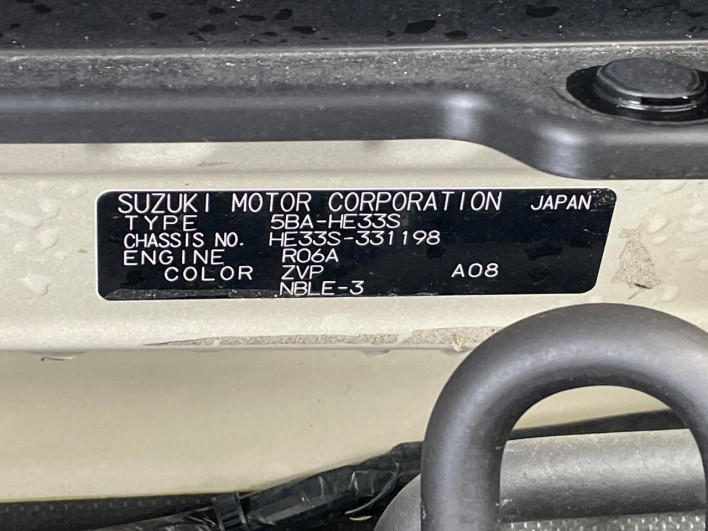 SUZUKI MOTOR CORPORATION JAPAN
TYPE 5BA-HE33S
CHASSIS NO. HE33S-331198
ENGINE R06A
COLOR ZVP A08
NBLE-3